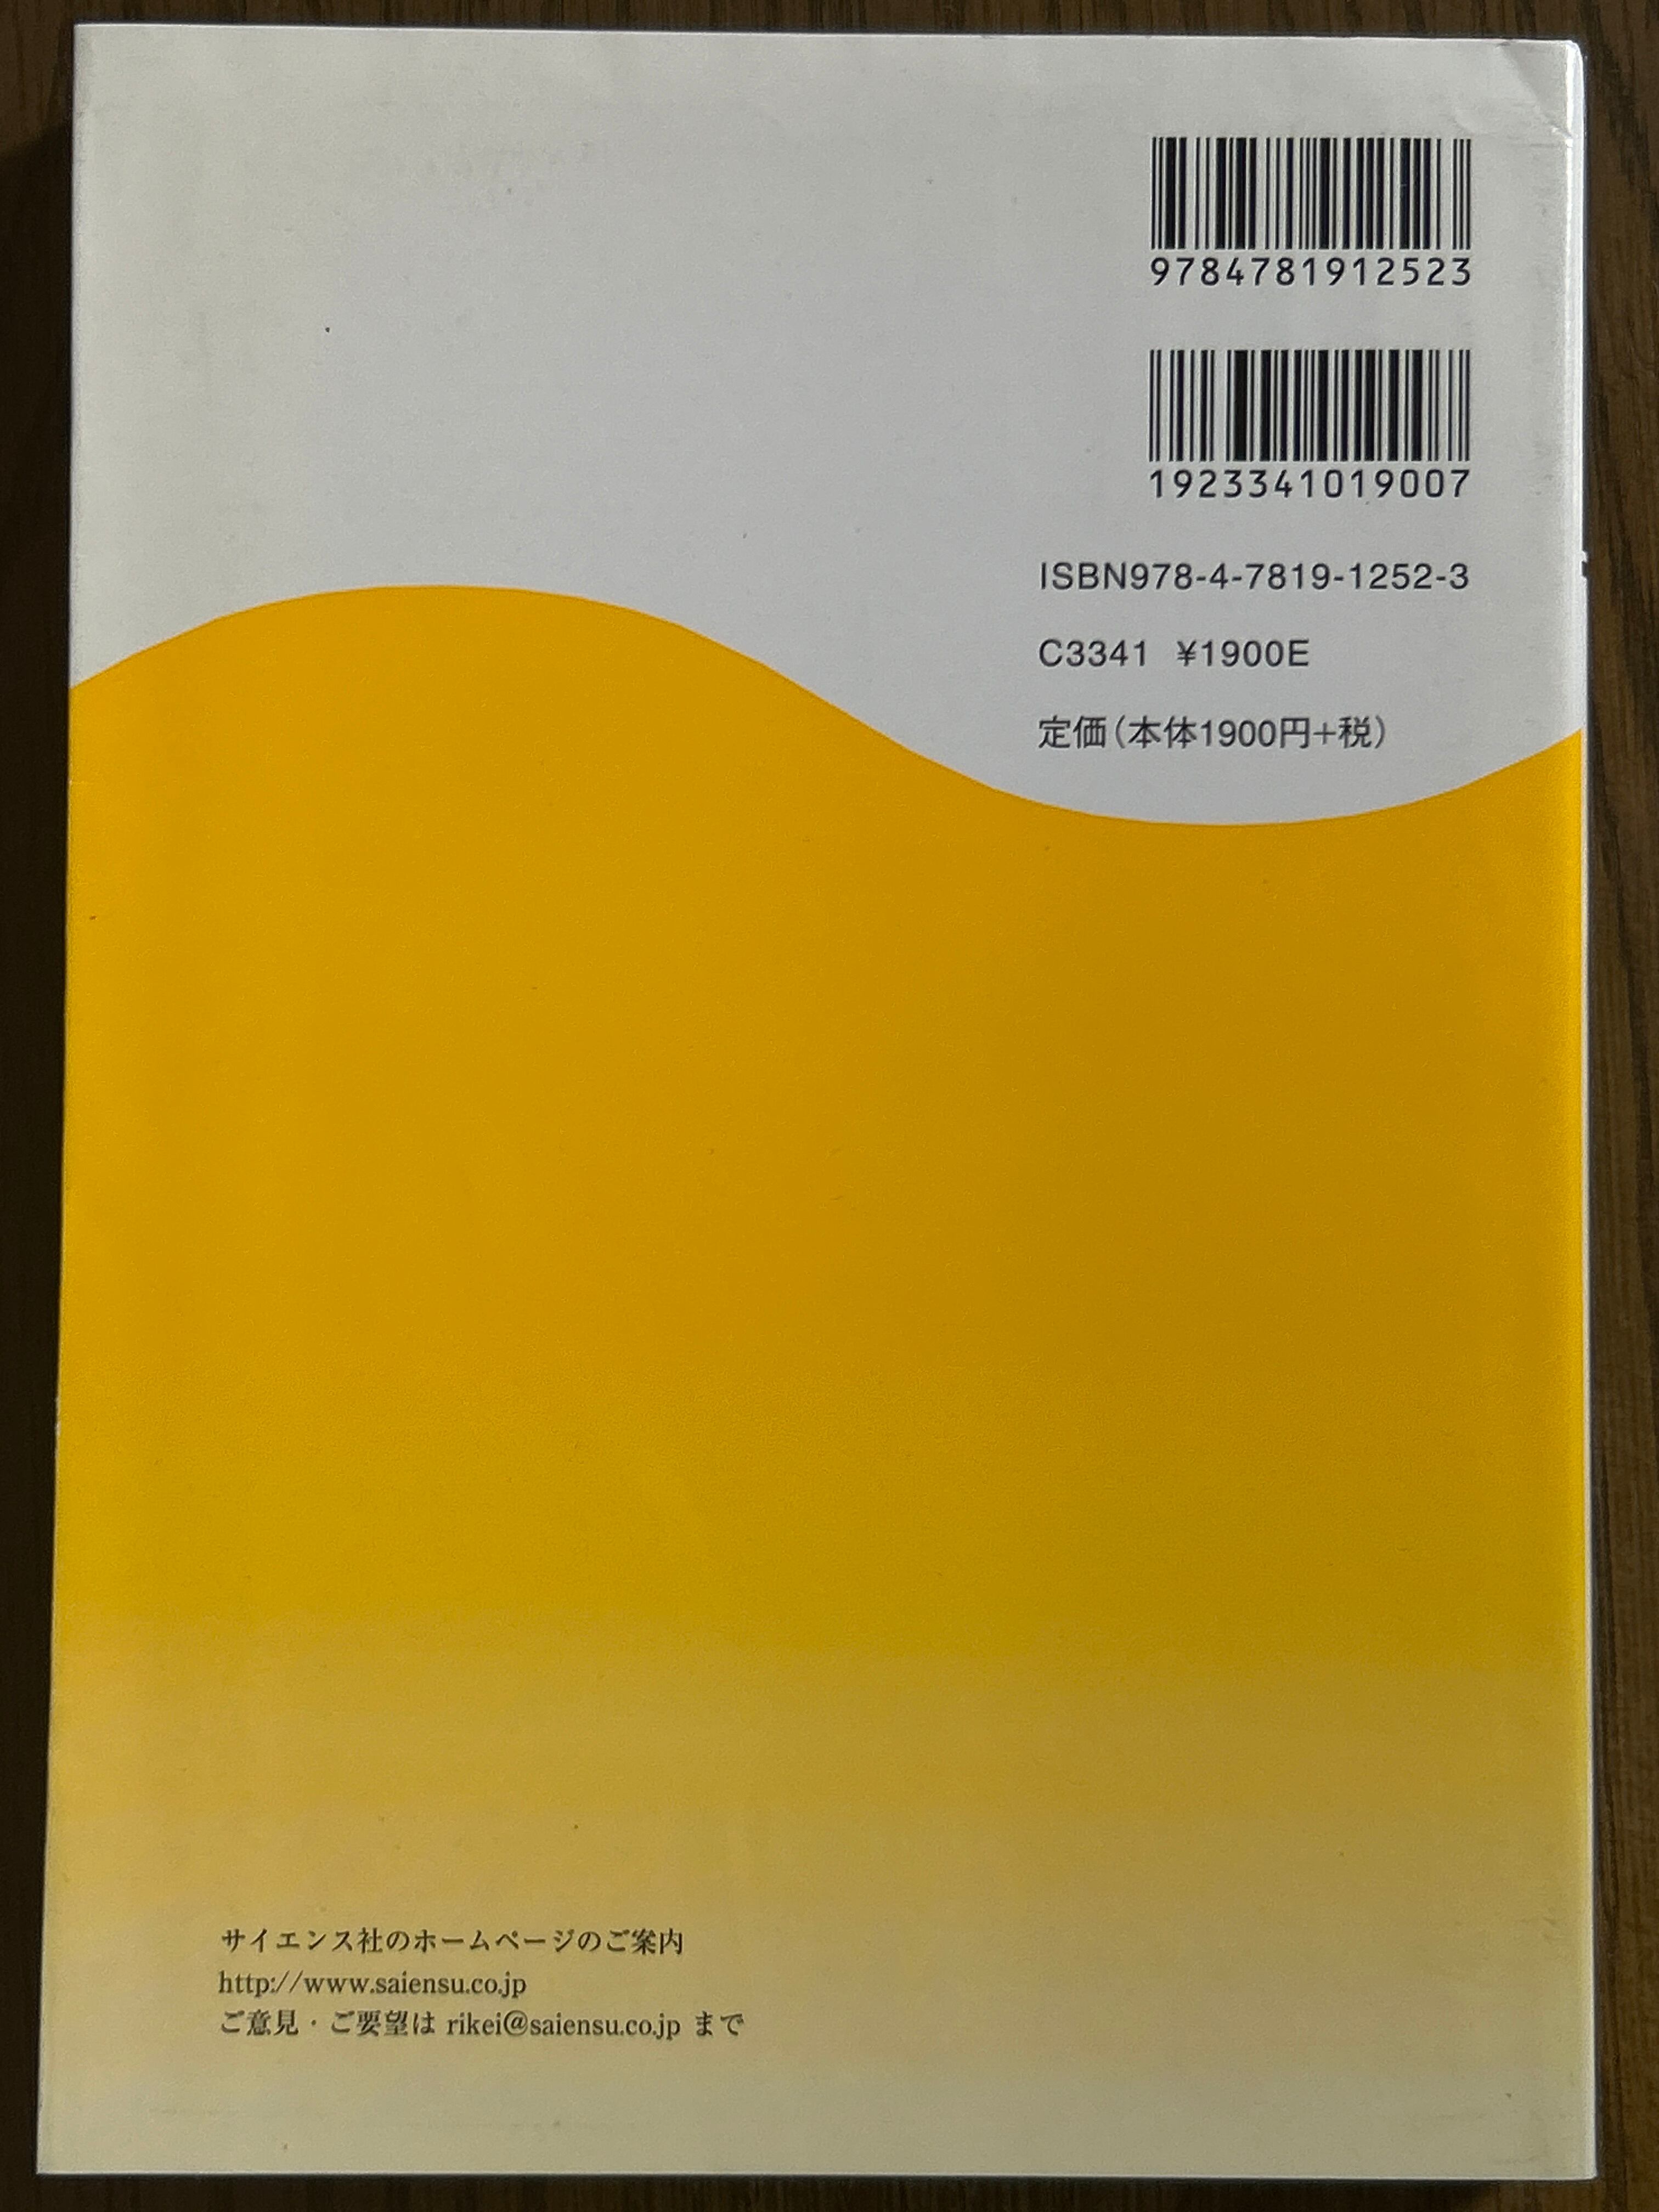 9784781912523
1923341019007
ISBN978-4-7819-1252-3
C3341 ¥1900E
定価(本体1900円+税)
サイエンス社のホームページのご案内
http://www.saiensu.co.jp
ご意見・ご要望は rikei@saiensu.co.jp まで